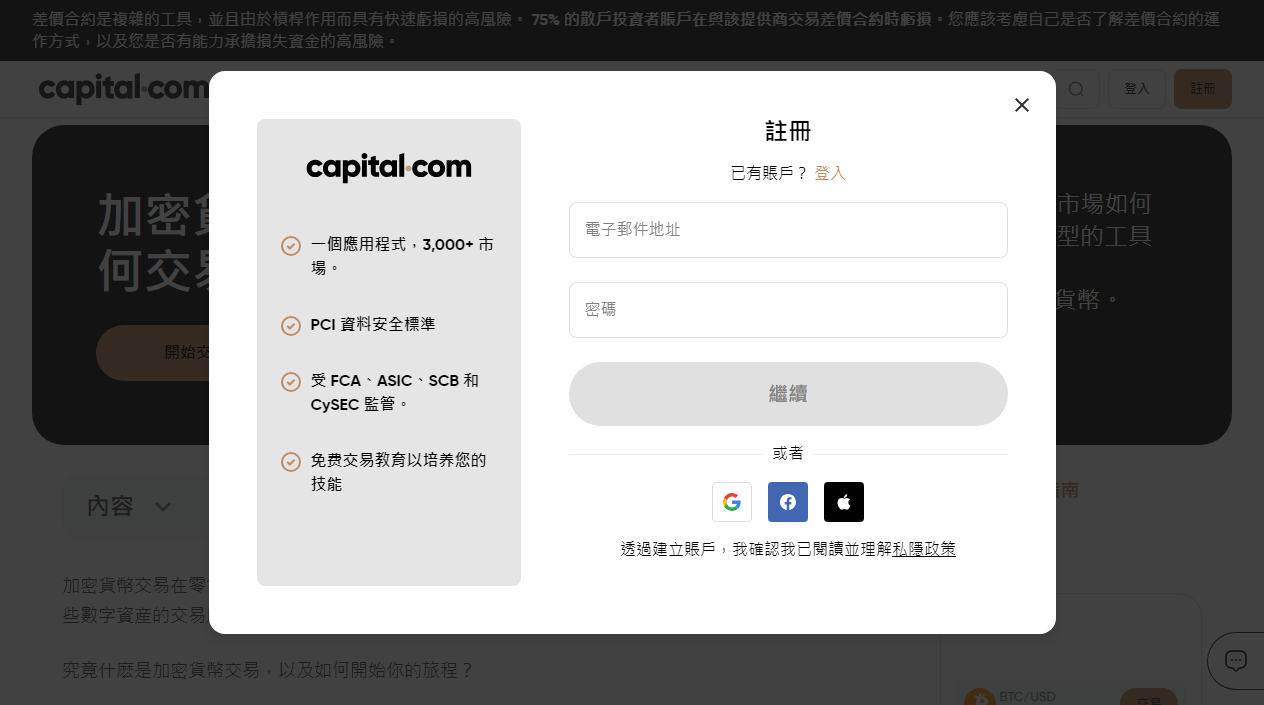 差價合約是複雜的工具，並且由於槓桿作用而具有快速虧損的高風險。 75% 的散戶投資者賬戶在與該提供商交易差價合約時虧損。您應該考慮自己是否了解差價合約的運
作方式，以及您是否有能力承擔損失資金的高風險。
capital.com
登入
註冊
加密貨
何交易
市場如何
型的工具
貨幣。
開始交
capital.com
一個應用程式，3,000+ 市
場。
PCI 資料安全標準
受 FCA、ASIC、SCB 和
CySEC 監管。
免费交易教育以培养您的
技能
註冊
已有賬戶？ 登入
電子郵件地址
密碼
繼續
或者
透過建立賬戶，我確認我已閱讀並理解私隱政策
內容
指南
加密貨幣交易在零
些數字資産的交易
究竟什麽是加密貨幣交易，以及如何開始你的旅程？
BTC/USD
交易